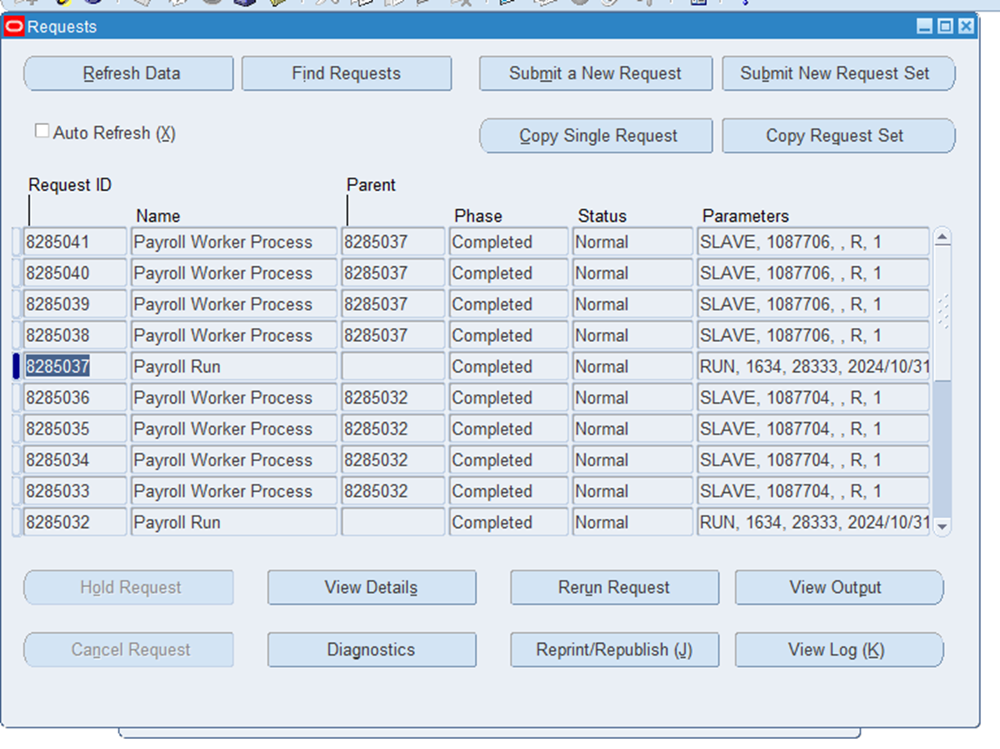 Requests
Refresh Data Find Requests Submit a New Request Submit New Request Set
Auto Refresh (X) Copy Single Request Copy Request Set
Request ID Parent
Name Phase Status Parameters
8285041 Payroll Worker Process 8285037 Completed Normal SLAVE, 1087706, , R, 1
8285040 Payroll Worker Process 8285037 Completed Normal SLAVE, 1087706, , R, 1
8285039 Payroll Worker Process 8285037 Completed Normal SLAVE, 1087706, , R, 1
8285038 Payroll Worker Process 8285037 Completed Normal SLAVE, 1087706, , R, 1
8285037 Payroll Run Completed Normal RUN, 1634, 28333, 2024/10/31
8285036 Payroll Worker Process 8285032 Completed Normal SLAVE, 1087704, , R, 1
8285035 Payroll Worker Process 8285032 Completed Normal SLAVE, 1087704, , R, 1
8285034 Payroll Worker Process 8285032 Completed Normal SLAVE, 1087704, , R, 1
8285033 Payroll Worker Process 8285032 Completed Normal SLAVE, 1087704, , R, 1
8285032 Payroll Run Completed Normal RUN, 1634, 28333, 2024/10/31
Hold Request View Details Rerun Request View Output
Cancel Request Diagnostics Reprint/Republish (J) View Log (K)